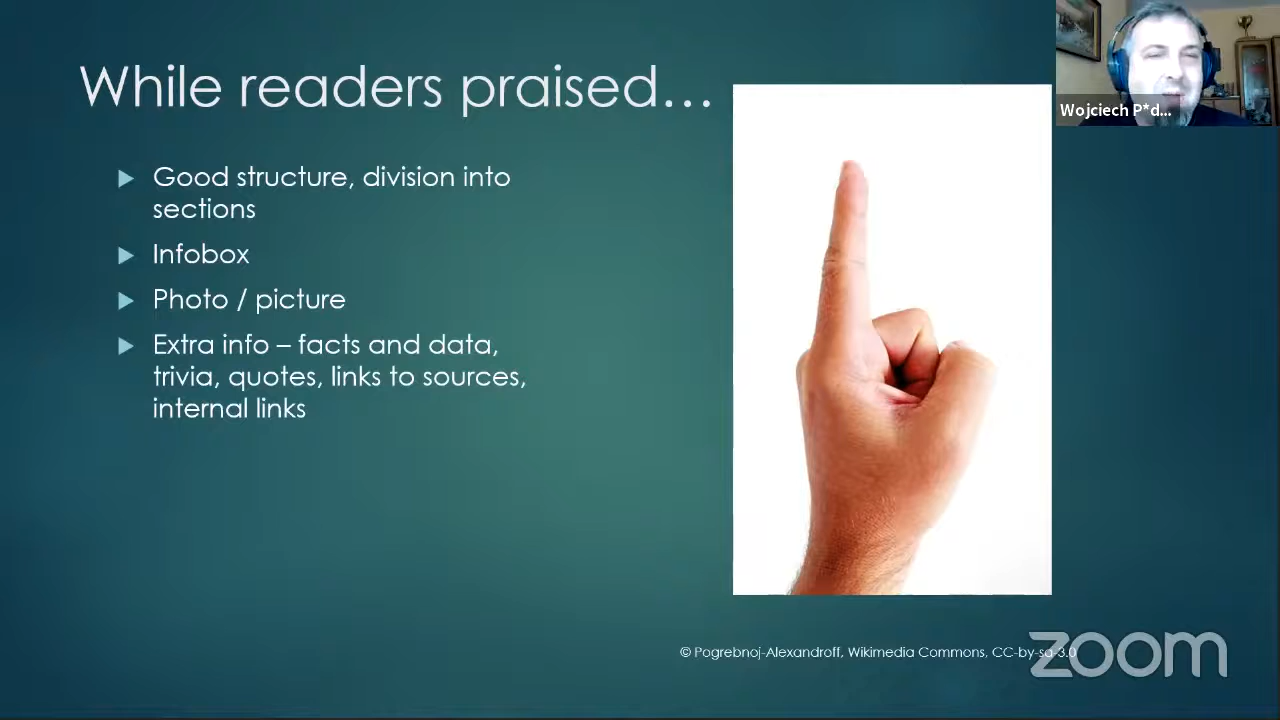 While readers praised…
Good structure, division into
sections
Infobox
Photo / picture
Extra info – facts and data,
trivia, quotes, links to sources,
internal links
Wojciech P*d...
© Pogrebnoj-Alexandroff, Wikimedia Commons, CC-by-sa-3.0
zoom